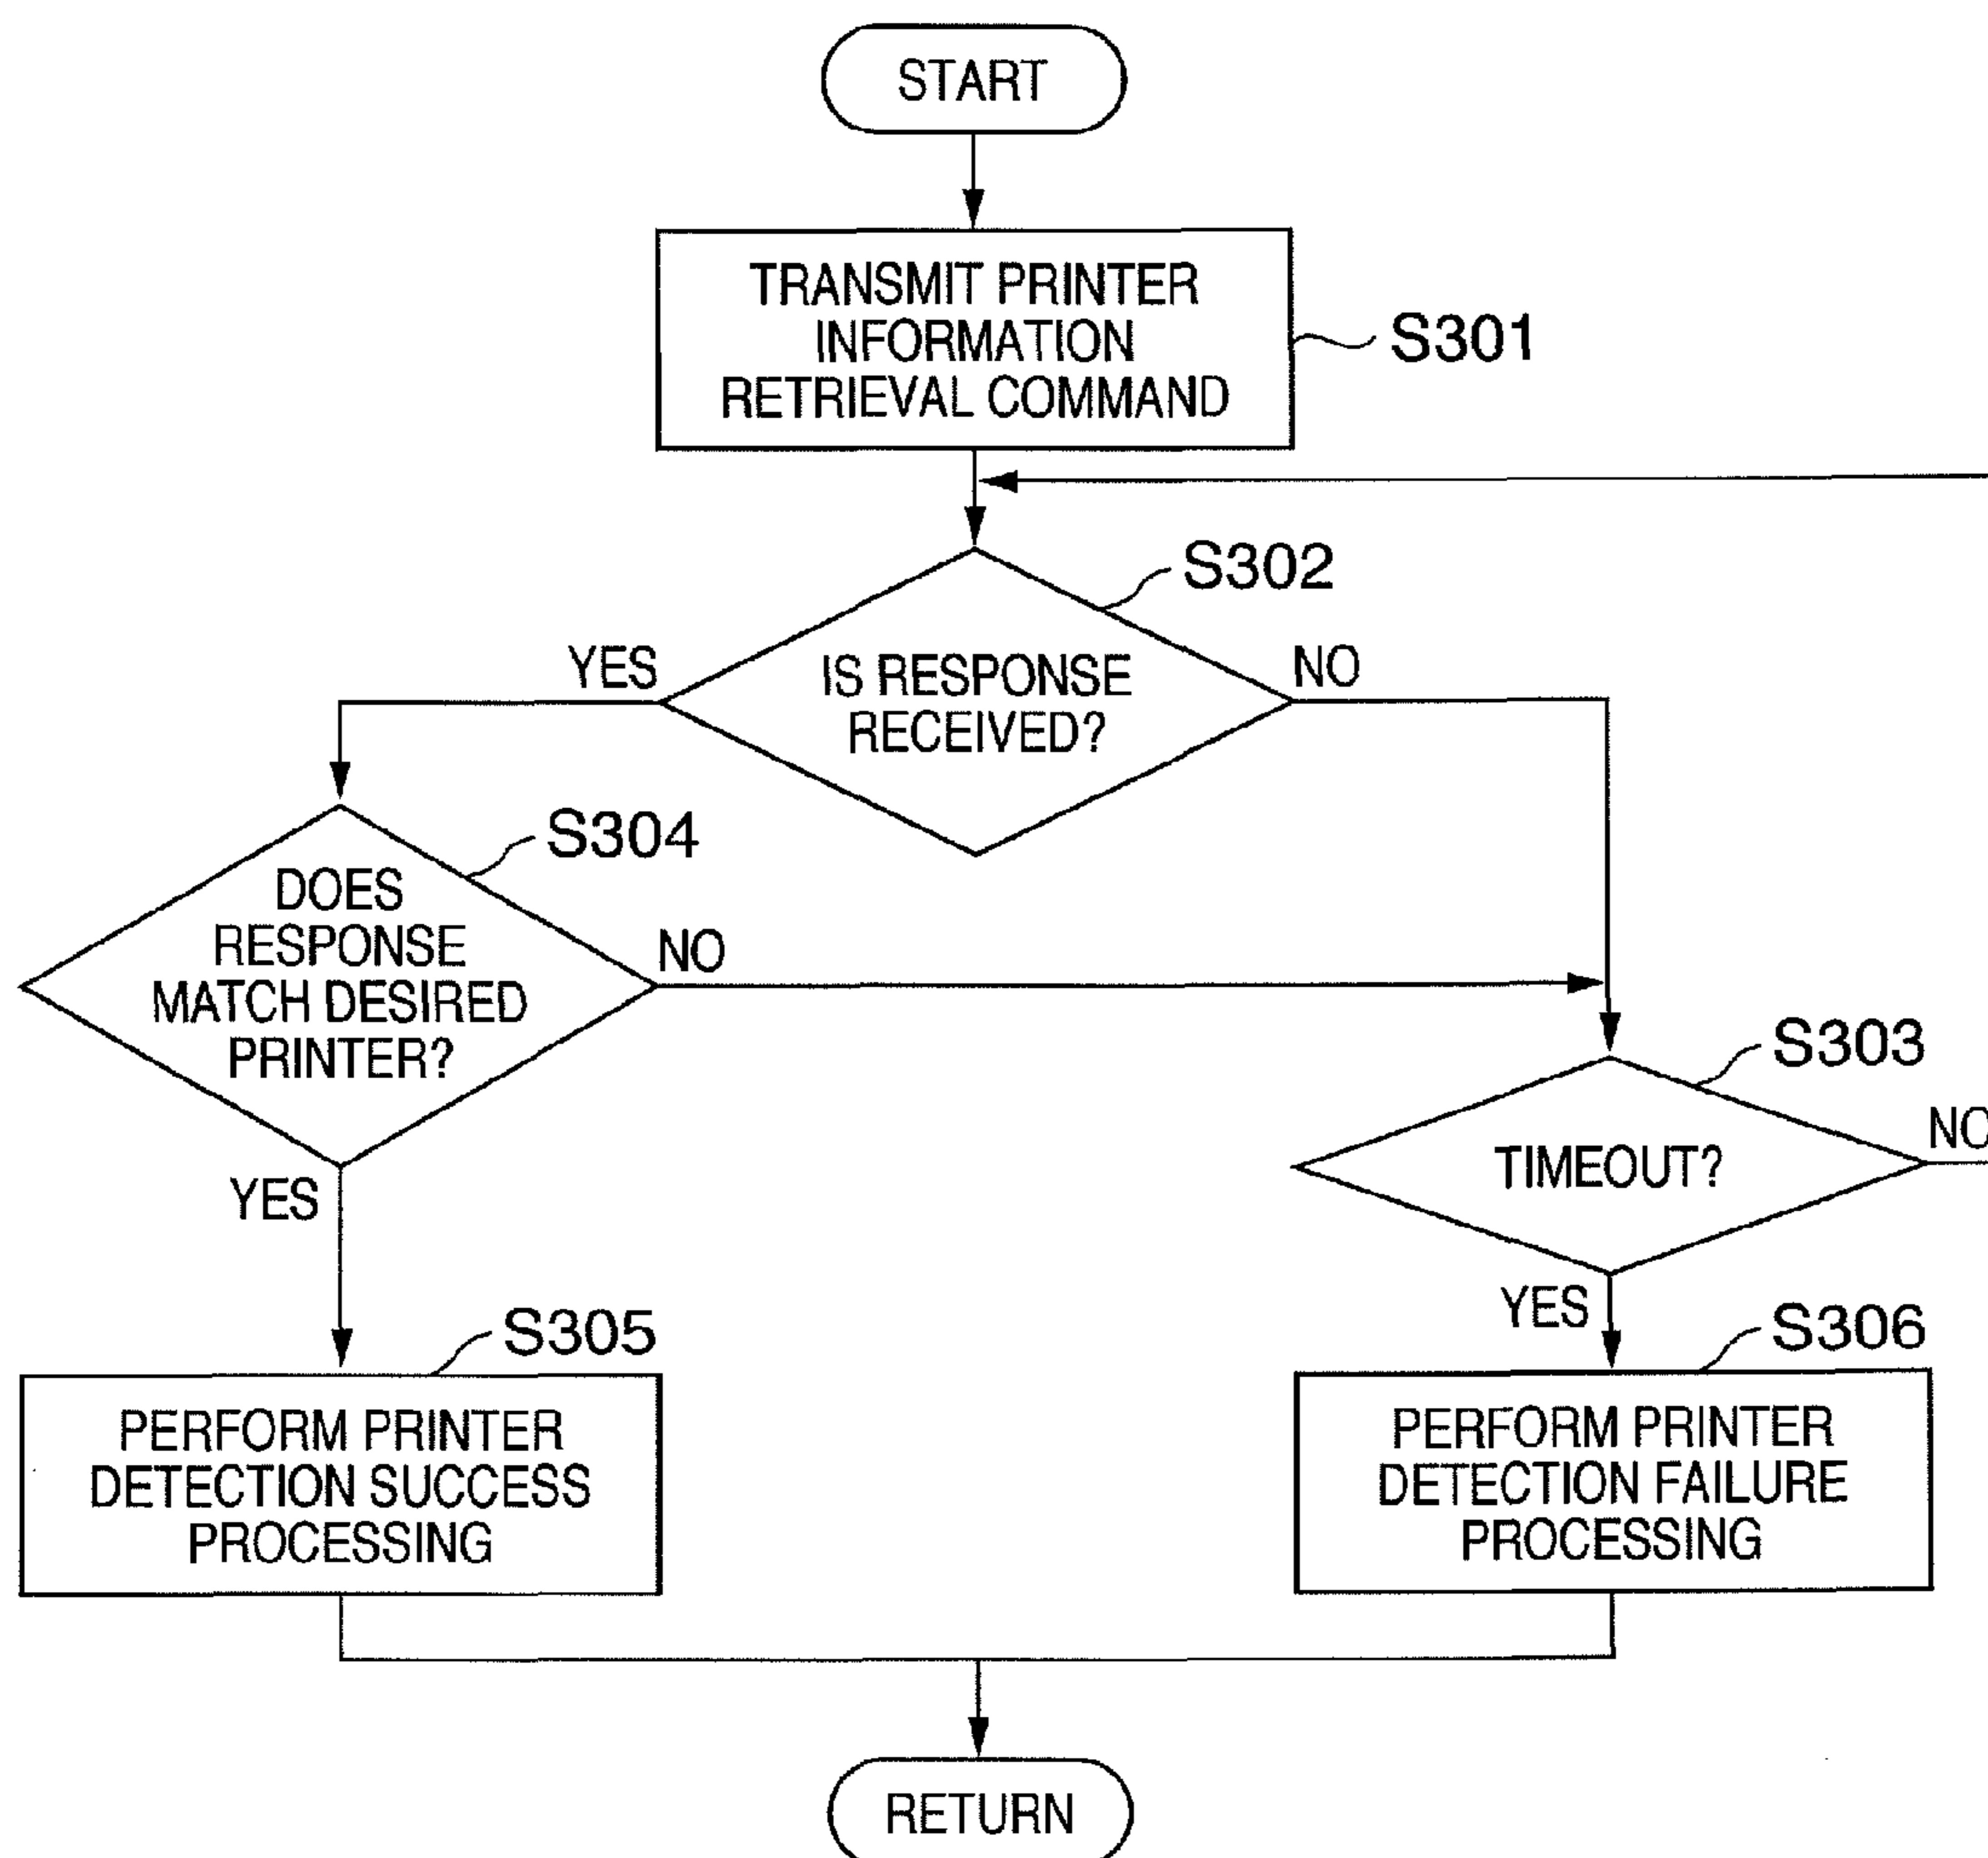 START
TRANSMIT PRINTER
INFORMATION
RETRIEVAL COMMAND
S301
S302
YES
IS RESPONSE
RECEIVED?
NO
S304
DOES
RESPONSE
MATCH DESIRED
PRINTER?
NO
YES
S303
TIMEOUT?
NO
YES
S305
PERFORM PRINTER
DETECTION SUCCESS
PROCESSING
S306
PERFORM PRINTER
DETECTION FAILURE
PROCESSING
RETURN